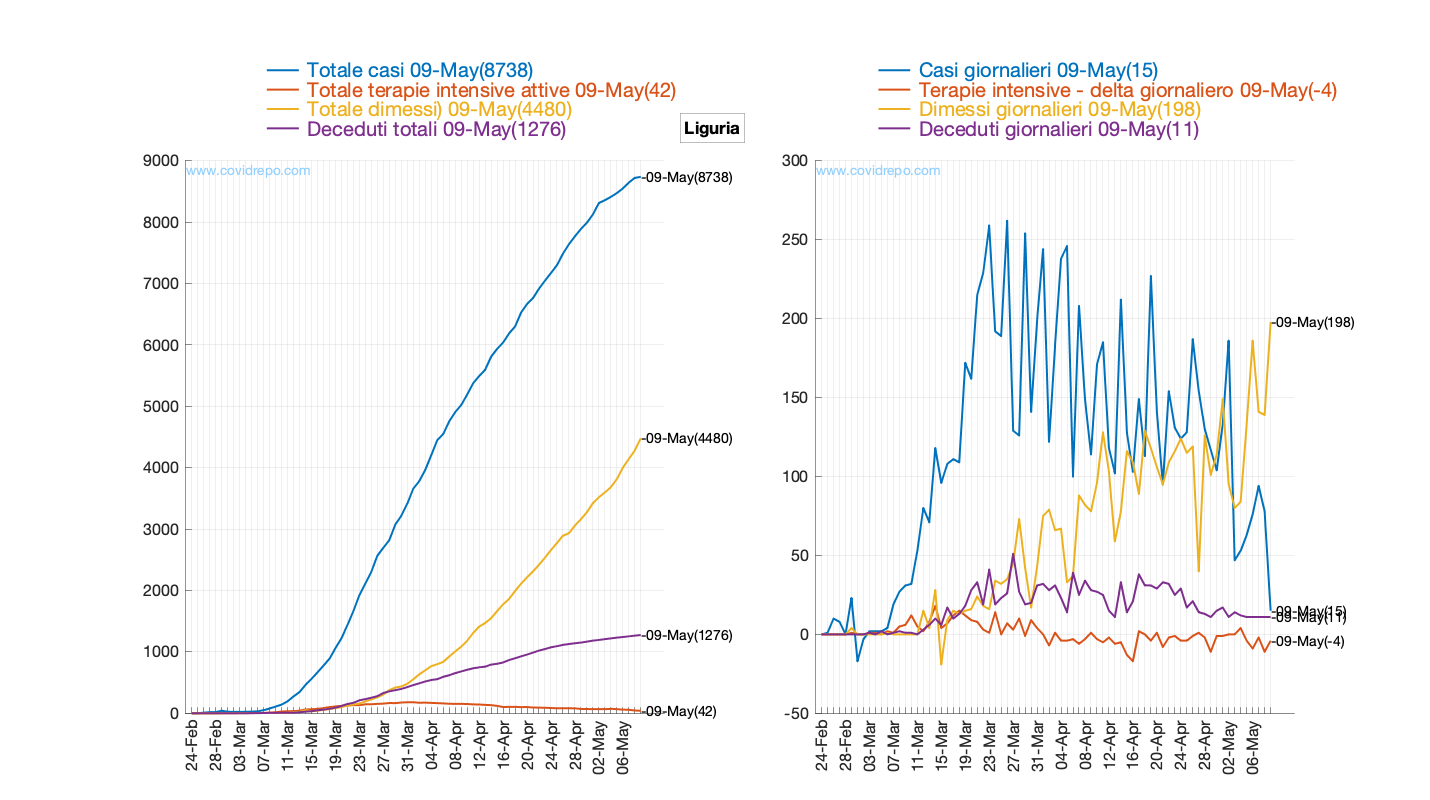 Totale casi 09-May(8738)
Totale terapie intensive attive 09-May(42)
Totale dimessi) 09-May(4480)
Deceduti totali 09-May(1276)
Liguria
www.covidrepo.com
9000
8000
7000
6000
5000
4000
3000
2000
1000
0
-09-May(8738)
-09-May(4480)
-09-May(1276)
-09-May(42)
24-Feb
28-Feb
03-Mar
07-Mar
11-Mar
15-Mar
19-Mar
23-Mar
27-Mar
31-Mar
04-Apr
08-Apr
12-Apr
16-Apr
20-Apr
24-Apr
28-Apr
02-May
06-May
Casi giornalieri 09-May(15)
Terapie intensive - delta giornaliero 09-May(-4)
Dimessi giornalieri 09-May(198)
Deceduti giornalieri 09-May(11)
www.covidrepo.com
300
250
200
150
100
50
0
-50
-09-May(198)
-09-May(15)
-09-May(11)
-09-May(-4)
24-Feb
28-Feb
03-Mar
07-Mar
11-Mar
15-Mar
19-Mar
23-Mar
27-Mar
31-Mar
04-Apr
08-Apr
12-Apr
16-Apr
20-Apr
24-Apr
28-Apr
02-May
06-May